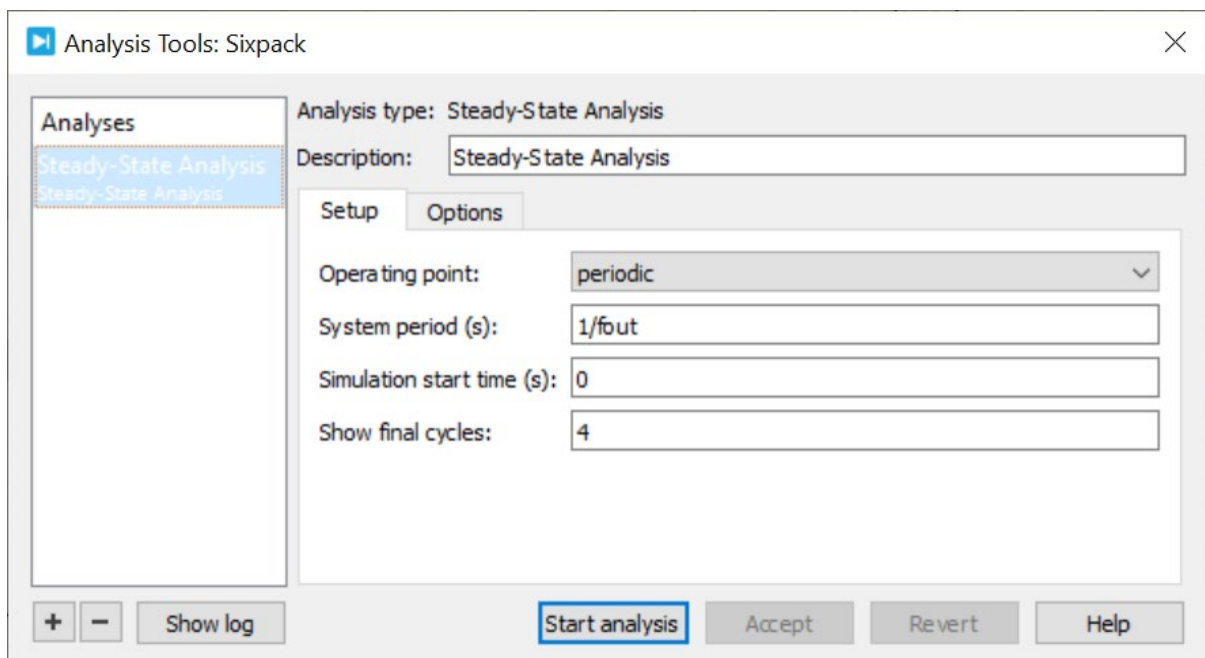 Analysis Tools: Sixpack
Analyses
Steady-State Analysis
Steady-State Analysis
Analysis type: Steady-State Analysis
Description: Steady-State Analysis
Setup Options
Operating point: periodic
System period (s): 1/fout
Simulation start time (s): 0
Show final cycles: 4
+ − Show log Start analysis Accept Revert Help